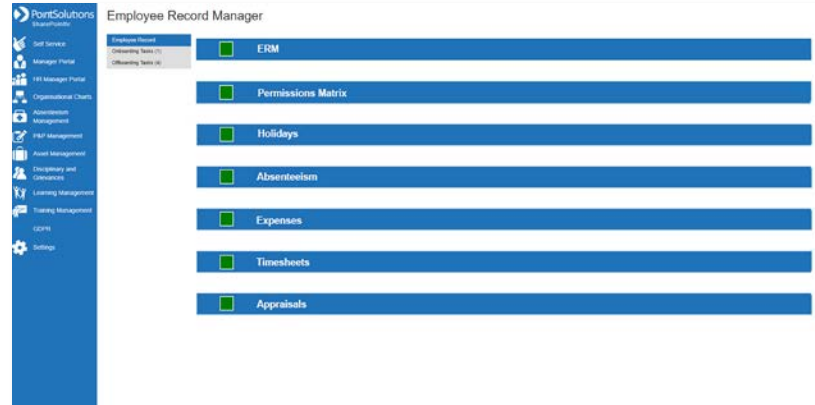 PointSolutions
SharePointHR
Employee Record Manager
Self Service
Manager Portal
HR Manager Portal
Organisational Charts
Absenteeism
Management
P&P Management
Asset Management
Disciplinary and
Grievances
Learning Management
Training Management
GDPR
Settings
Employee Record
Onboarding Tasks (1)
Offboarding Tasks (4)
ERM
Permissions Matrix
Holidays
Absenteeism
Expenses
Timesheets
Appraisals